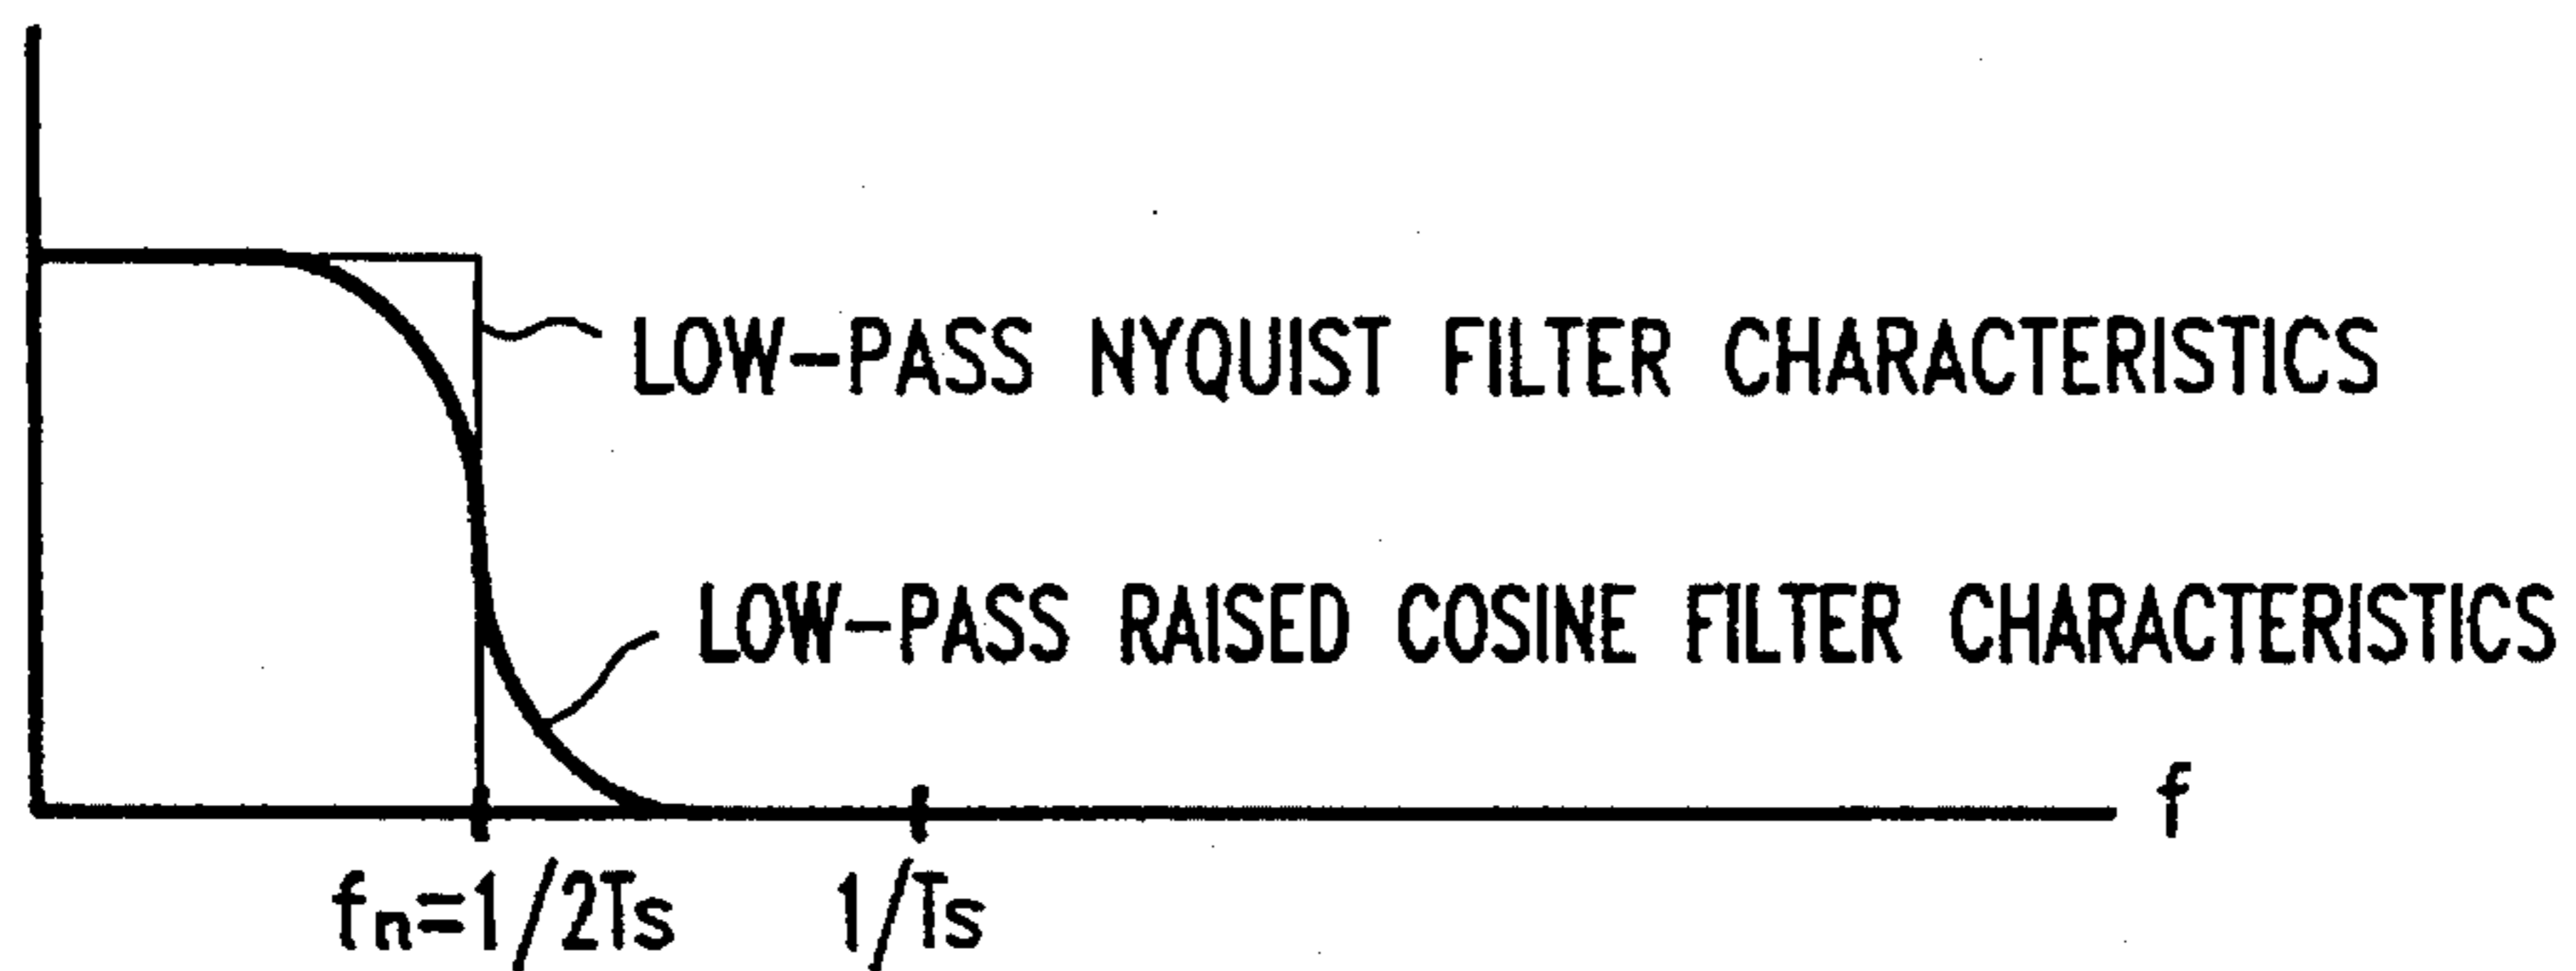 LOW-PASS NYQUIST FILTER CHARACTERISTICS
LOW-PASS RAISED COSINE FILTER CHARACTERISTICS
f
fn=1/2Ts
1/Ts